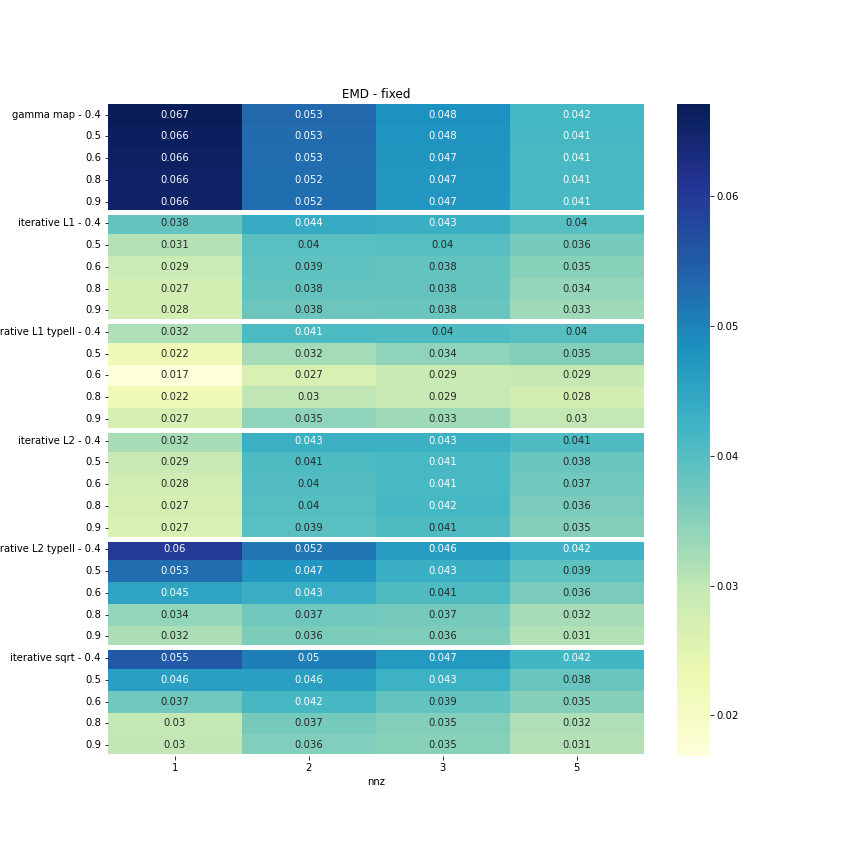 EMD - fixed
gamma map - 0.4 0.067 0.053 0.048 0.042
0.5 0.066 0.053 0.048 0.041
0.6 0.066 0.053 0.047 0.041
0.8 0.066 0.052 0.047 0.041
0.9 0.066 0.052 0.047 0.041
iterative L1 - 0.4 0.038 0.044 0.043 0.04
0.5 0.031 0.04 0.04 0.036
0.6 0.029 0.039 0.038 0.035
0.8 0.027 0.038 0.038 0.034
0.9 0.028 0.038 0.038 0.033
rative L1 typeII - 0.4 0.032 0.041 0.04 0.04
0.5 0.022 0.032 0.034 0.035
0.6 0.017 0.027 0.029 0.029
0.8 0.022 0.03 0.029 0.028
0.9 0.027 0.035 0.033 0.03
iterative L2 - 0.4 0.032 0.043 0.043 0.041
0.5 0.029 0.041 0.041 0.038
0.6 0.028 0.04 0.041 0.037
0.8 0.027 0.04 0.042 0.036
0.9 0.027 0.039 0.041 0.035
rative L2 typeII - 0.4 0.06 0.052 0.046 0.042
0.5 0.053 0.047 0.043 0.039
0.6 0.045 0.043 0.041 0.036
0.8 0.034 0.037 0.037 0.032
0.9 0.032 0.036 0.036 0.031
iterative sqrt - 0.4 0.055 0.05 0.047 0.042
0.5 0.046 0.046 0.043 0.038
0.6 0.037 0.042 0.039 0.035
0.8 0.03 0.037 0.035 0.032
0.9 0.03 0.036 0.035 0.031
1 2 3 5
nnz
0.06
0.05
0.04
0.03
0.02